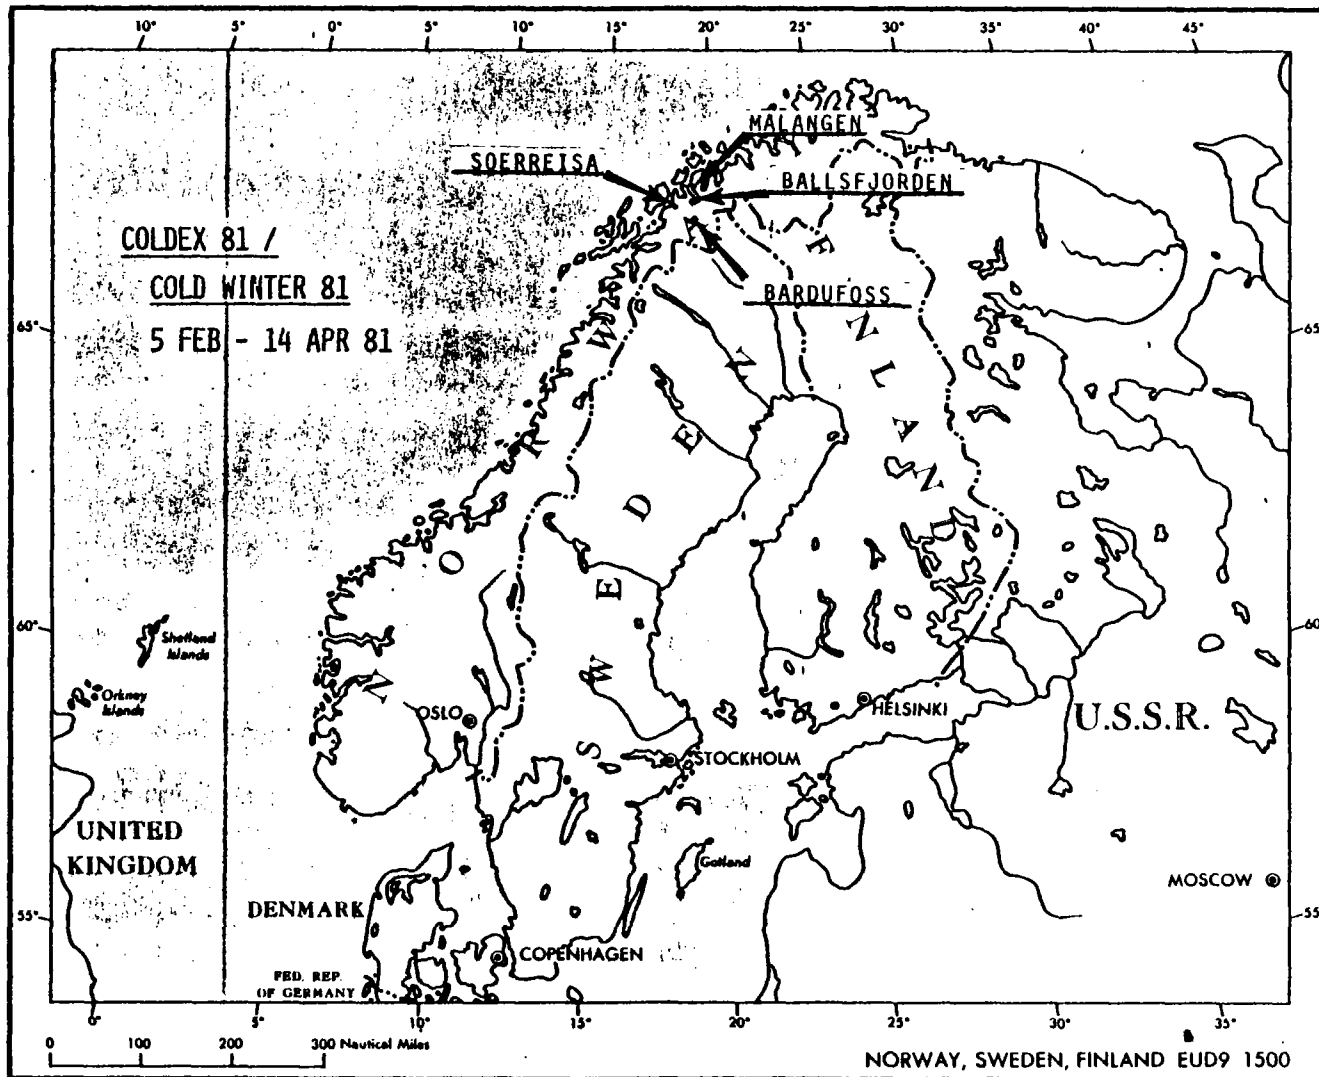 10° 5° 0° 5° 10° 15° 20° 25° 30° 35° 40° 45°
MALANGEN
SOERREISA
BALLSFJORDEN
COLDEX 81 /
COLD WINTER 81
5 FEB - 14 APR 81
BARDUFOSS
65° 65°
NORWAY
SWEDEN
FINLAND
60° 60°
Shetland
Islands
Orkney
Islands
OSLO
HELSINKI
U.S.S.R.
STOCKHOLM
UNITED
KINGDOM
Gotland
MOSCOW
DENMARK
55° 55°
COPENHAGEN
FED. REP.
OF GERMANY
0° 5° 10° 15° 20° 25° 30° 35°
0 100 200 300 Nautical Miles
NORWAY, SWEDEN, FINLAND EUD9 1500